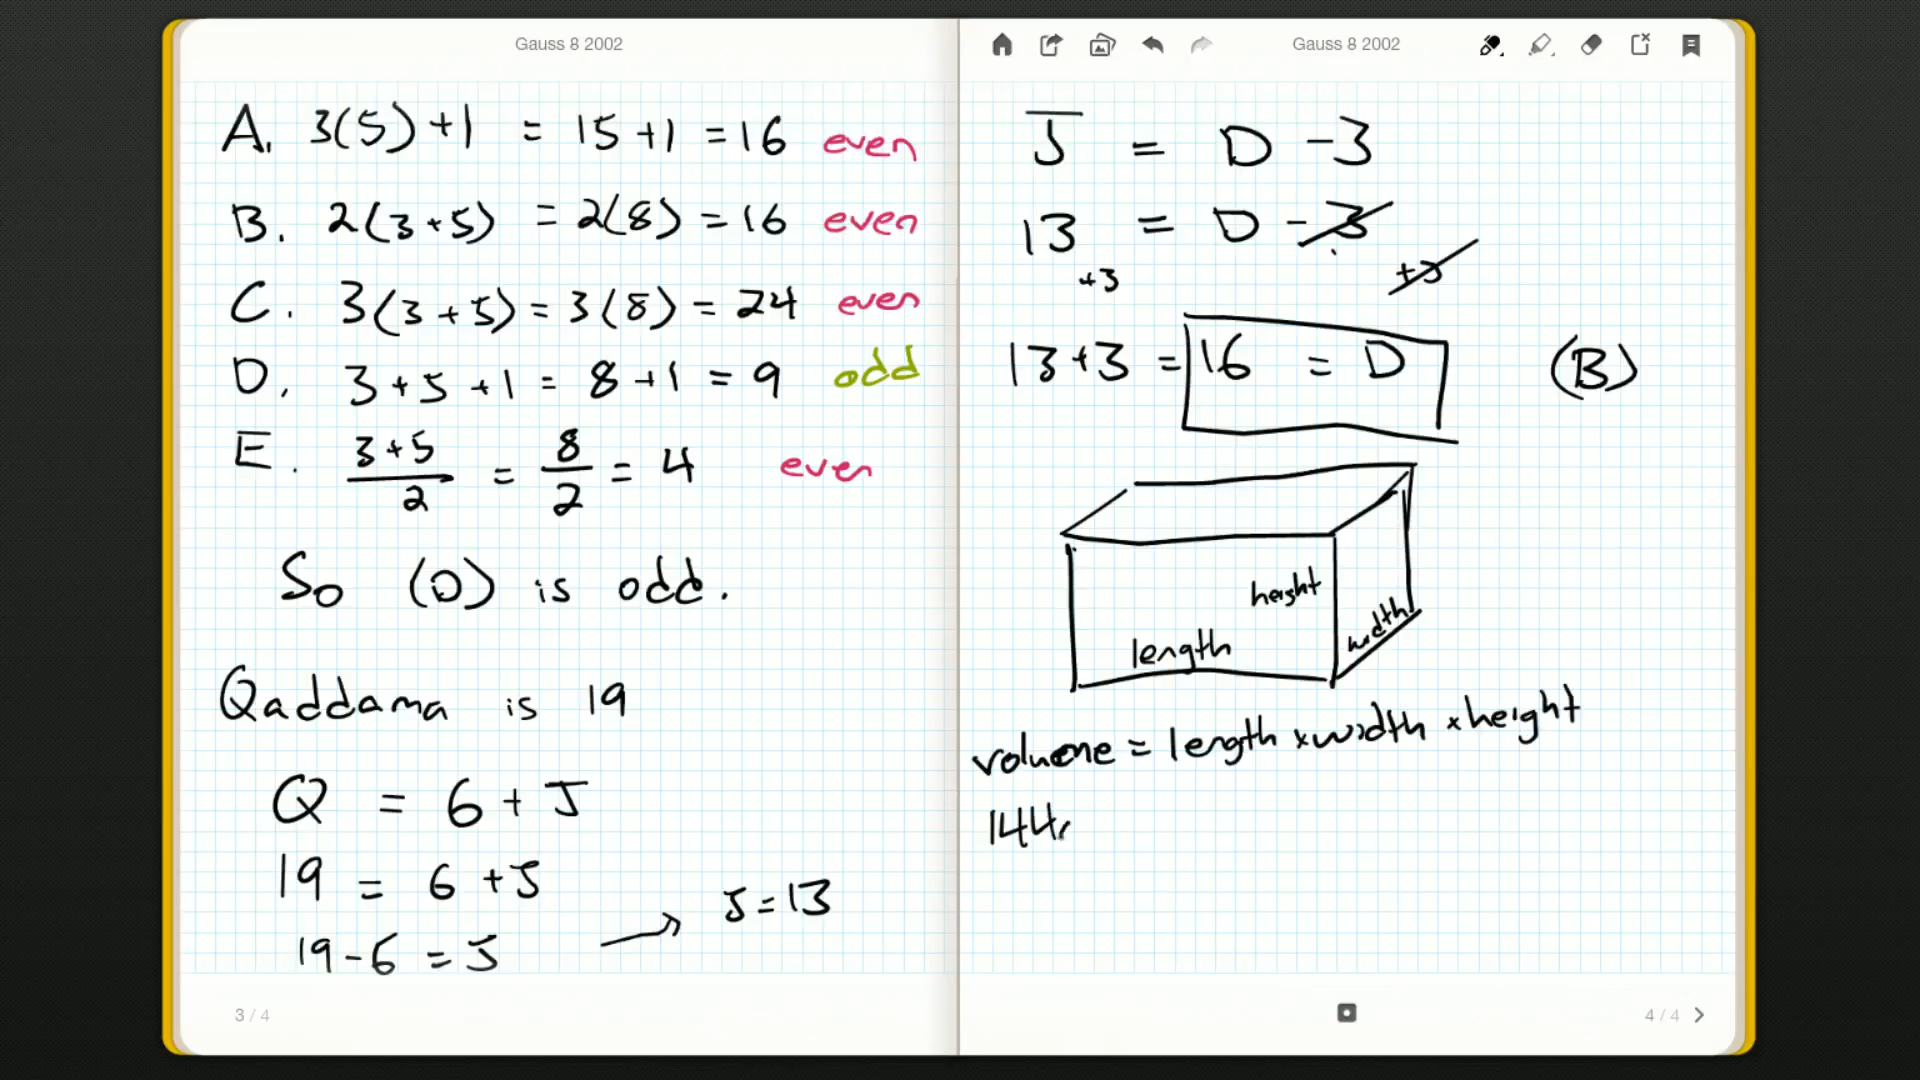 Gauss 8 2002
A. 3(5)+1 = 15+1 = 16 even
B. 2(3+5) = 2(8) = 16 even
C. 3(3+5) = 3(8) = 24 even
D. 3+5+1 = 8+1 = 9 odd
E. 3+5/2 = 8/2 = 4 even
So (D) is odd.
Qaddama is 19
Q = 6+J
19 = 6+J
19-6 = J → J=13
3 / 4
Gauss 8 2002
J = D -3
13 = D -3
+3 +3
13+3 = 16 = D (B)
height
width
length
volume = length × width × height
144
4 / 4